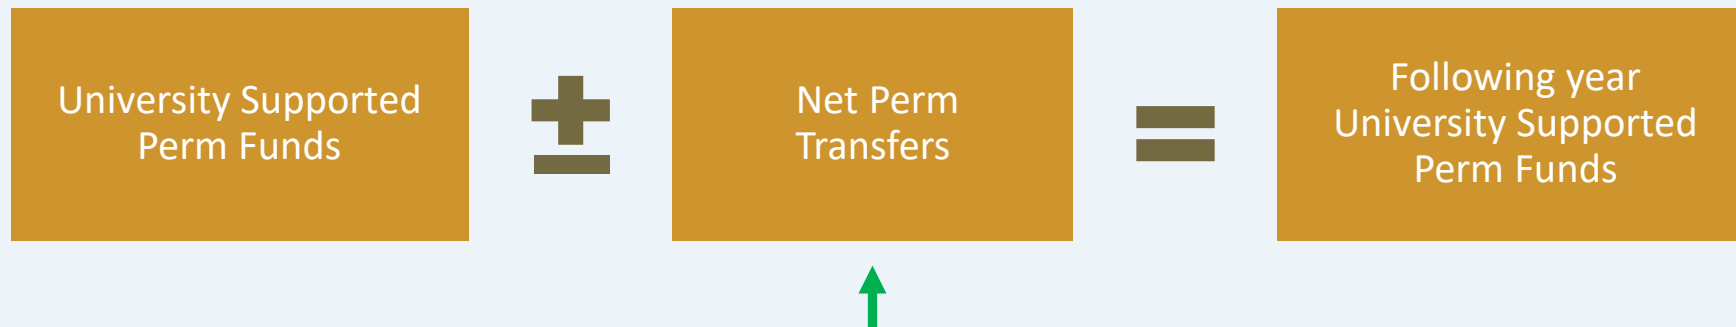 University Supported
Perm Funds
±
Net Perm
Transfers
=
Following year
University Supported
Perm Funds